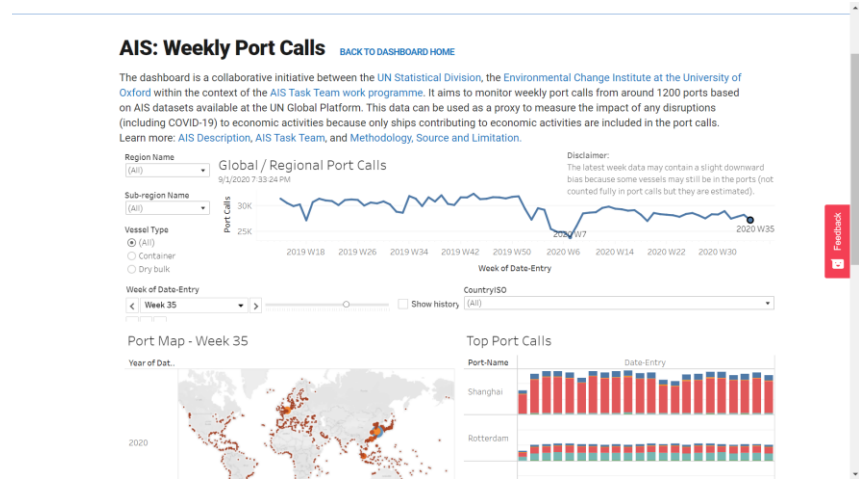 AIS: Weekly Port Calls BACK TO DASHBOARD HOME
The dashboard is a collaborative initiative between the UN Statistical Division, the Environmental Change Institute at the University of
Oxford within the context of the AIS Task Team work programme. It aims to monitor weekly port calls from around 1200 ports based
on AIS datasets available at the UN Global Platform. This data can be used as a proxy to measure the impact of any disruptions
(including COVID-19) to economic activities because only ships contributing to economic activities are included in the port calls.
Learn more: AIS Description, AIS Task Team, and Methodology, Source and Limitation.
Region Name
(All)
Sub-region Name
(All)
Vessel Type
(All)
Container
Dry bulk
Global / Regional Port Calls
9/1/2020 7:33:24 PM
Disclaimer:
The latest week data may contain a slight downward
bias because some vessels may still be in the ports (not
counted fully in port calls but they are estimated).
Port Calls
30K
25K
2020 W7
2020 W35
2019 W18 2019 W26 2019 W34 2019 W42 2019 W50 2020 W6 2020 W14 2020 W22 2020 W30
Week of Date-Entry
Feedback
Week of Date-Entry
Week 35
Show history
CountryISO
(All)
Port Map - Week 35
Year of Dat..
2020
Top Port Calls
Port-Name Date-Entry
Shanghai
Rotterdam